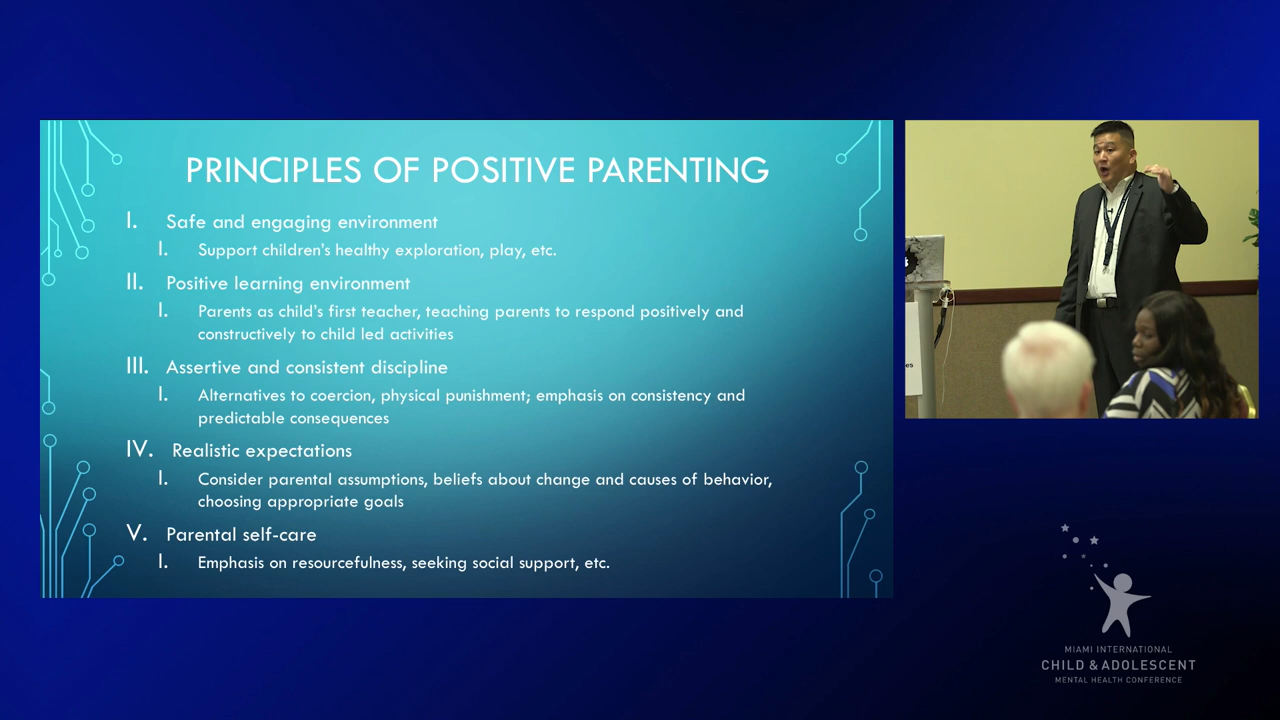 PRINCIPLES OF POSITIVE PARENTING
I. Safe and engaging environment
I. Support children's healthy exploration, play, etc.
II. Positive learning environment
I. Parents as child's first teacher, teaching parents to respond positively and
constructively to child led activities
III. Assertive and consistent discipline
I. Alternatives to coercion, physical punishment; emphasis on consistency and
predictable consequences
IV. Realistic expectations
I. Consider parental assumptions, beliefs about change and causes of behavior,
choosing appropriate goals
V. Parental self-care
I. Emphasis on resourcefulness, seeking social support, etc.
MIAMI INTERNATIONAL
CHILD & ADOLESCENT
MENTAL HEALTH CONFERENCE